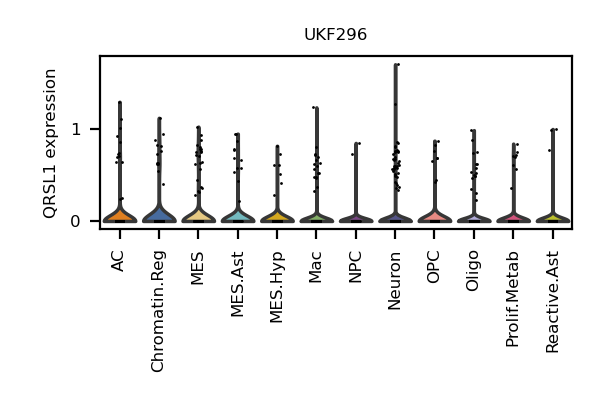 UKF296
QRSL1 expression
1
0
AC
Chromatin.Reg
MES
MES.Ast
MES.Hyp
Mac
NPC
Neuron
OPC
Oligo
Prolif.Metab
Reactive.Ast